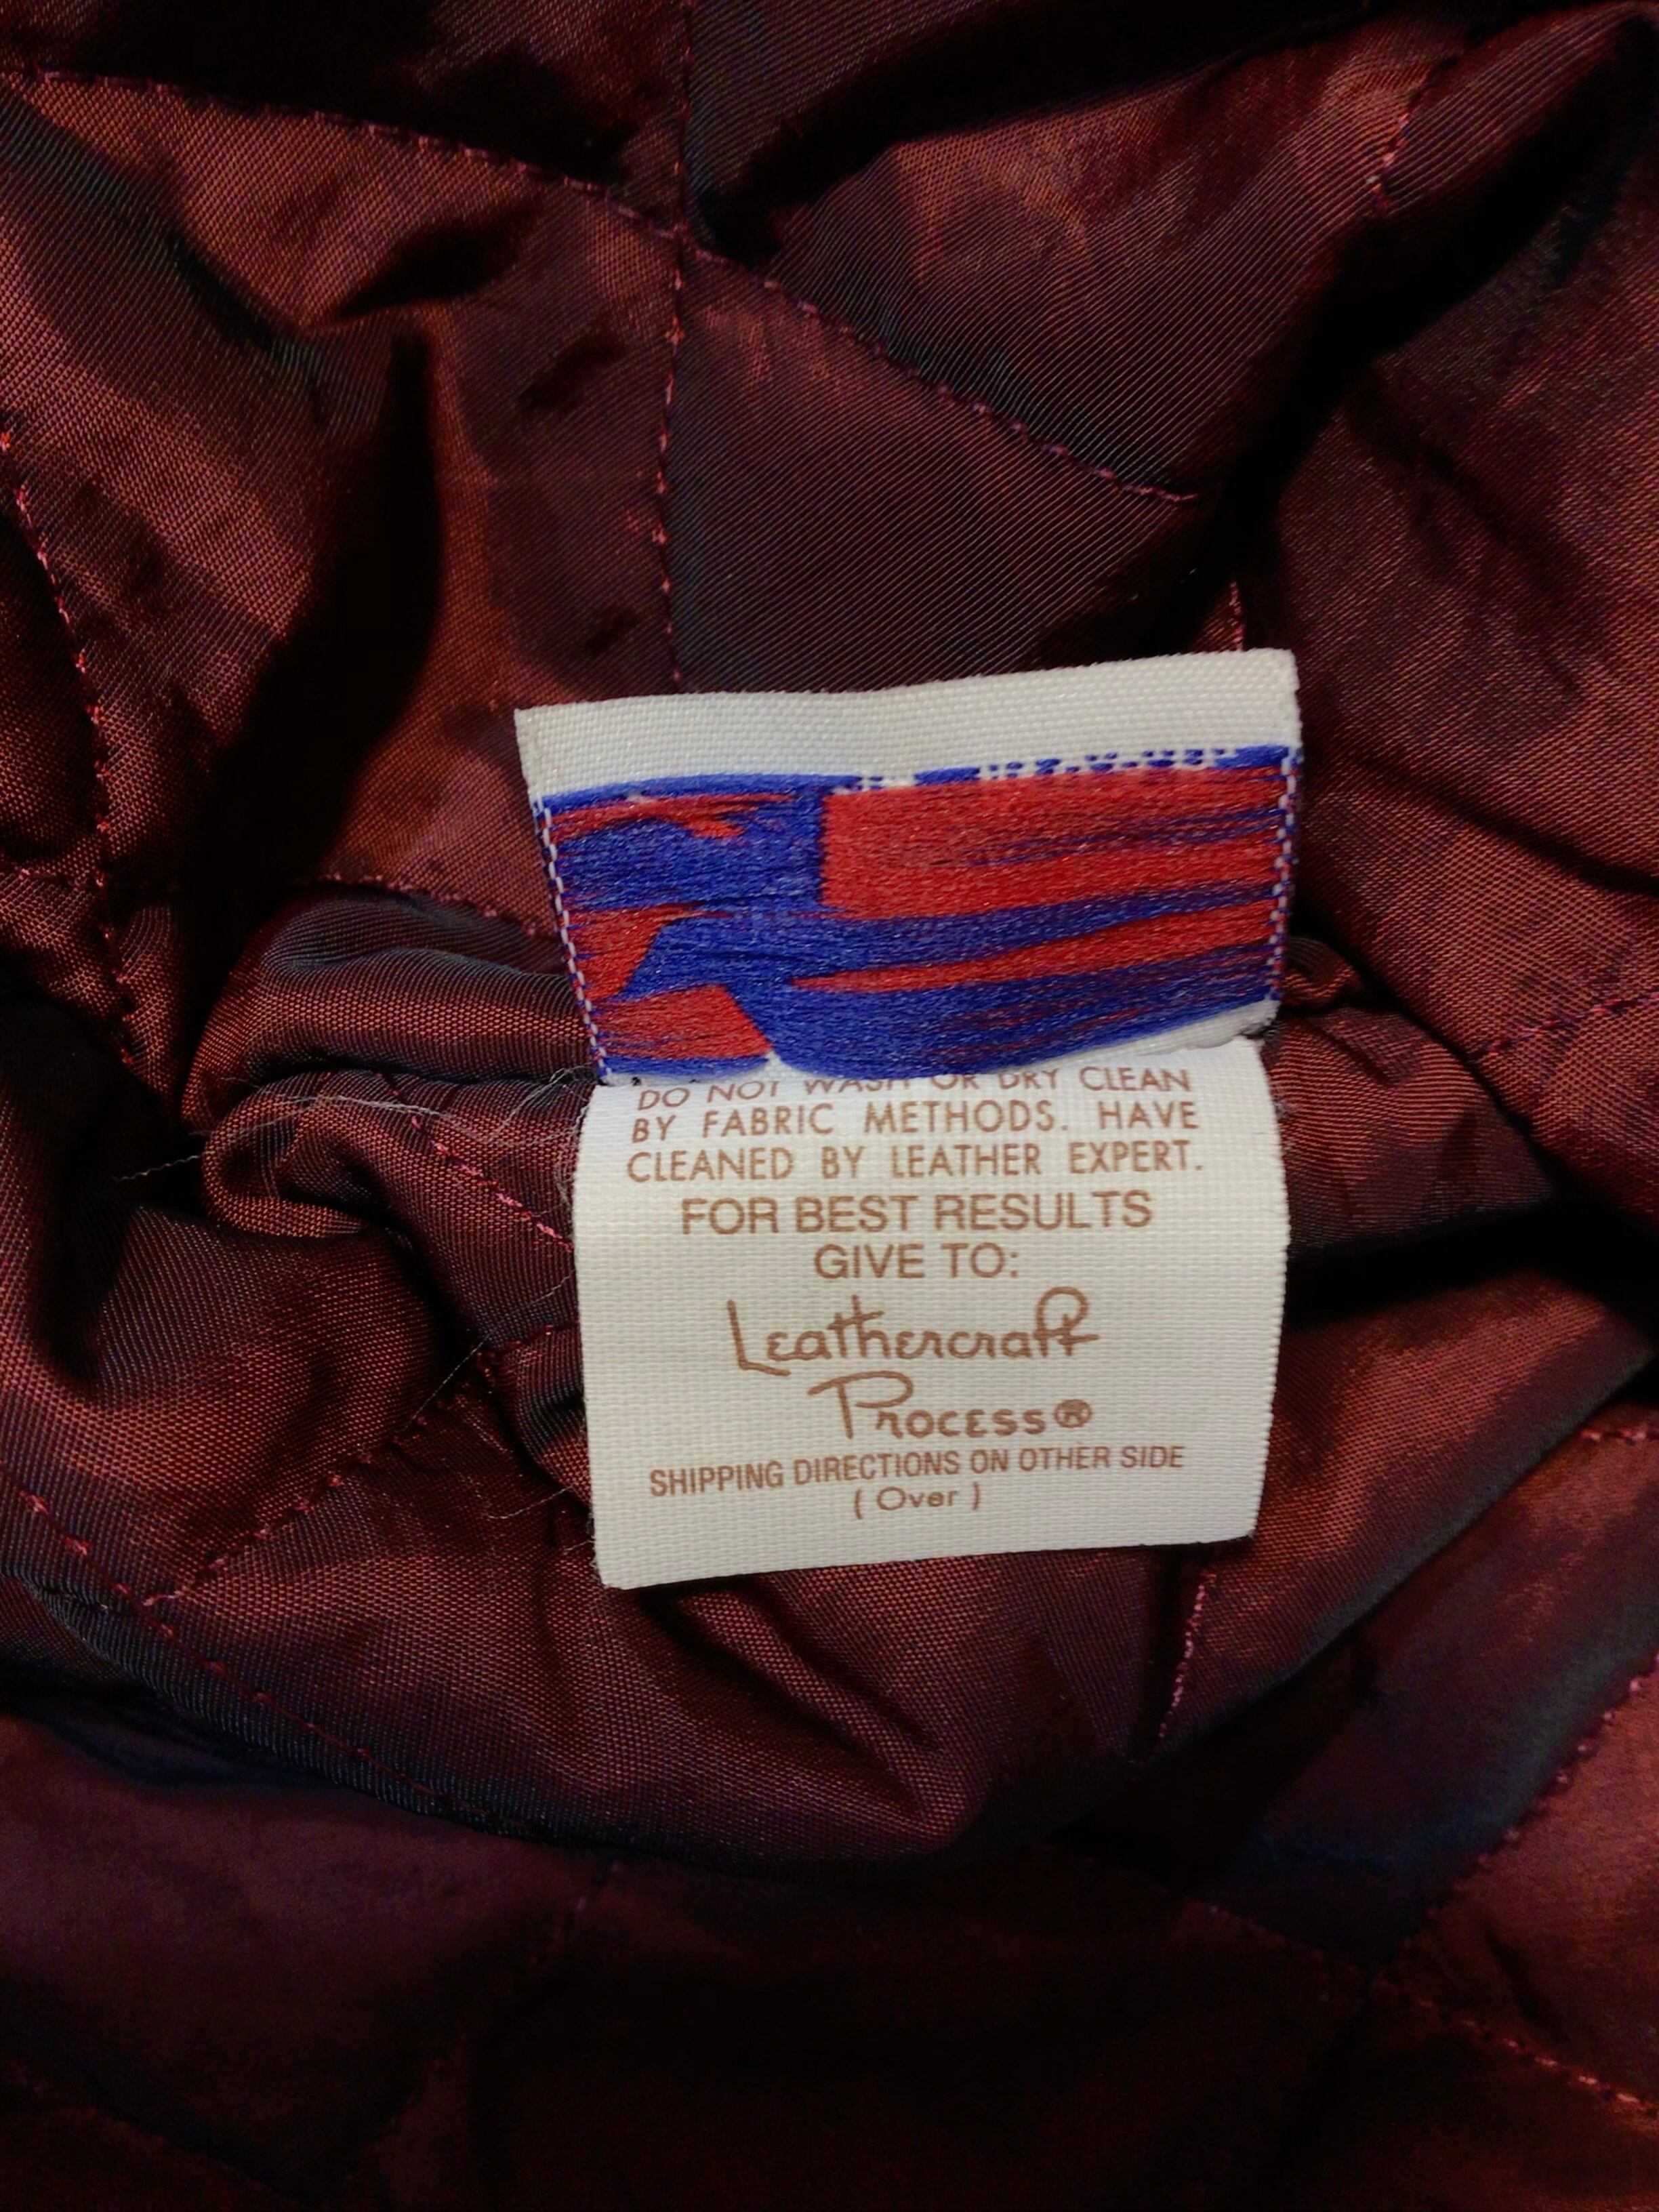 DO NOT WASH OR DRY CLEAN
BY FABRIC METHODS. HAVE
CLEANED BY LEATHER EXPERT.
FOR BEST RESULTS
GIVE TO:
Leathercraft
Process®
SHIPPING DIRECTIONS ON OTHER SIDE
( Over )